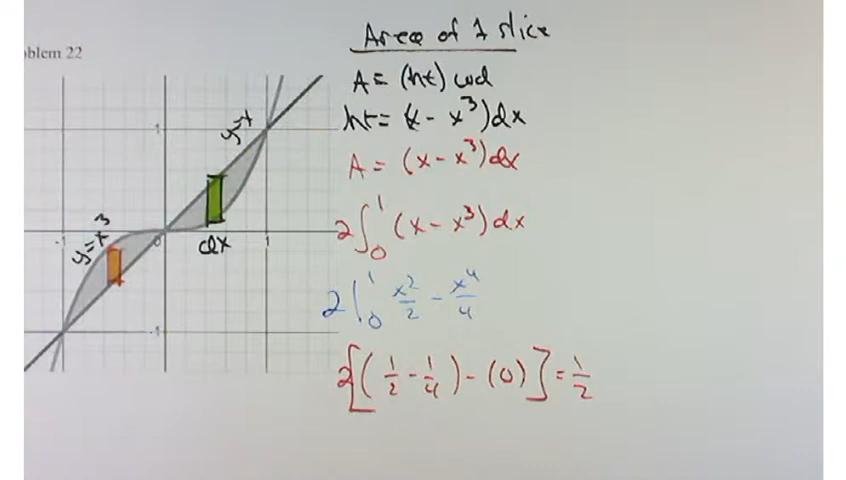 oblem 22
Area of 1 slice
A = (ht) wd
ht = (x - x³)dx
A = (x - x³)dx
2∫₀¹ (x - x³)dx
2|₀¹ x²/2 - x⁴/4
2[(1/2 - 1/4) - (0)] = 1/2
y=x
1
y=x³
-1
0
1
dx
-1